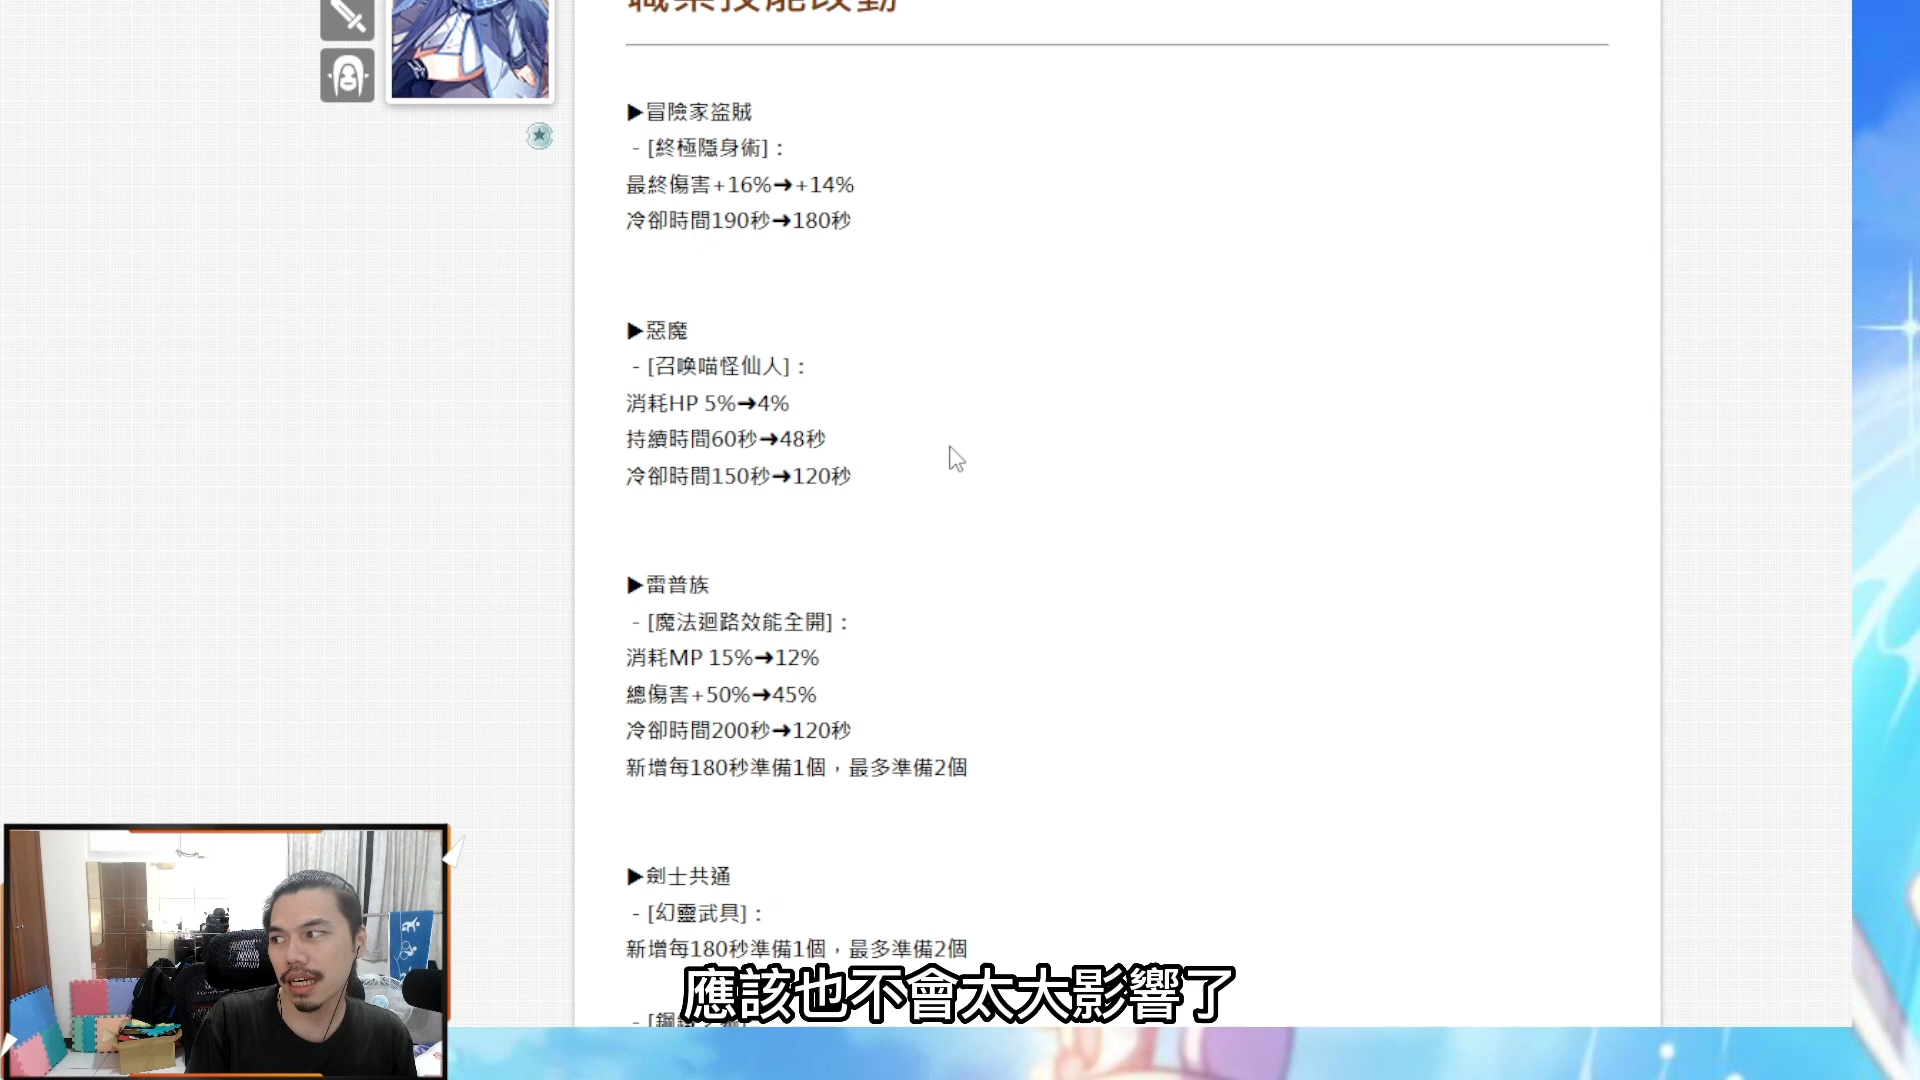 職業技能改動
▶冒險家盜賊
- [終極隱身術]：
最終傷害+16%➜+14%
冷卻時間190秒➜180秒
▶惡魔
- [召喚喵怪仙人]：
消耗HP 5%➜4%
持續時間60秒➜48秒
冷卻時間150秒➜120秒
▶雷普族
- [魔法迴路效能全開]：
消耗MP 15%➜12%
總傷害+50%➜45%
冷卻時間200秒➜120秒
新增每180秒準備1個，最多準備2個
▶劍士共通
- [幻靈武具]：
新增每180秒準備1個，最多準備2個
應該也不會太大影響了